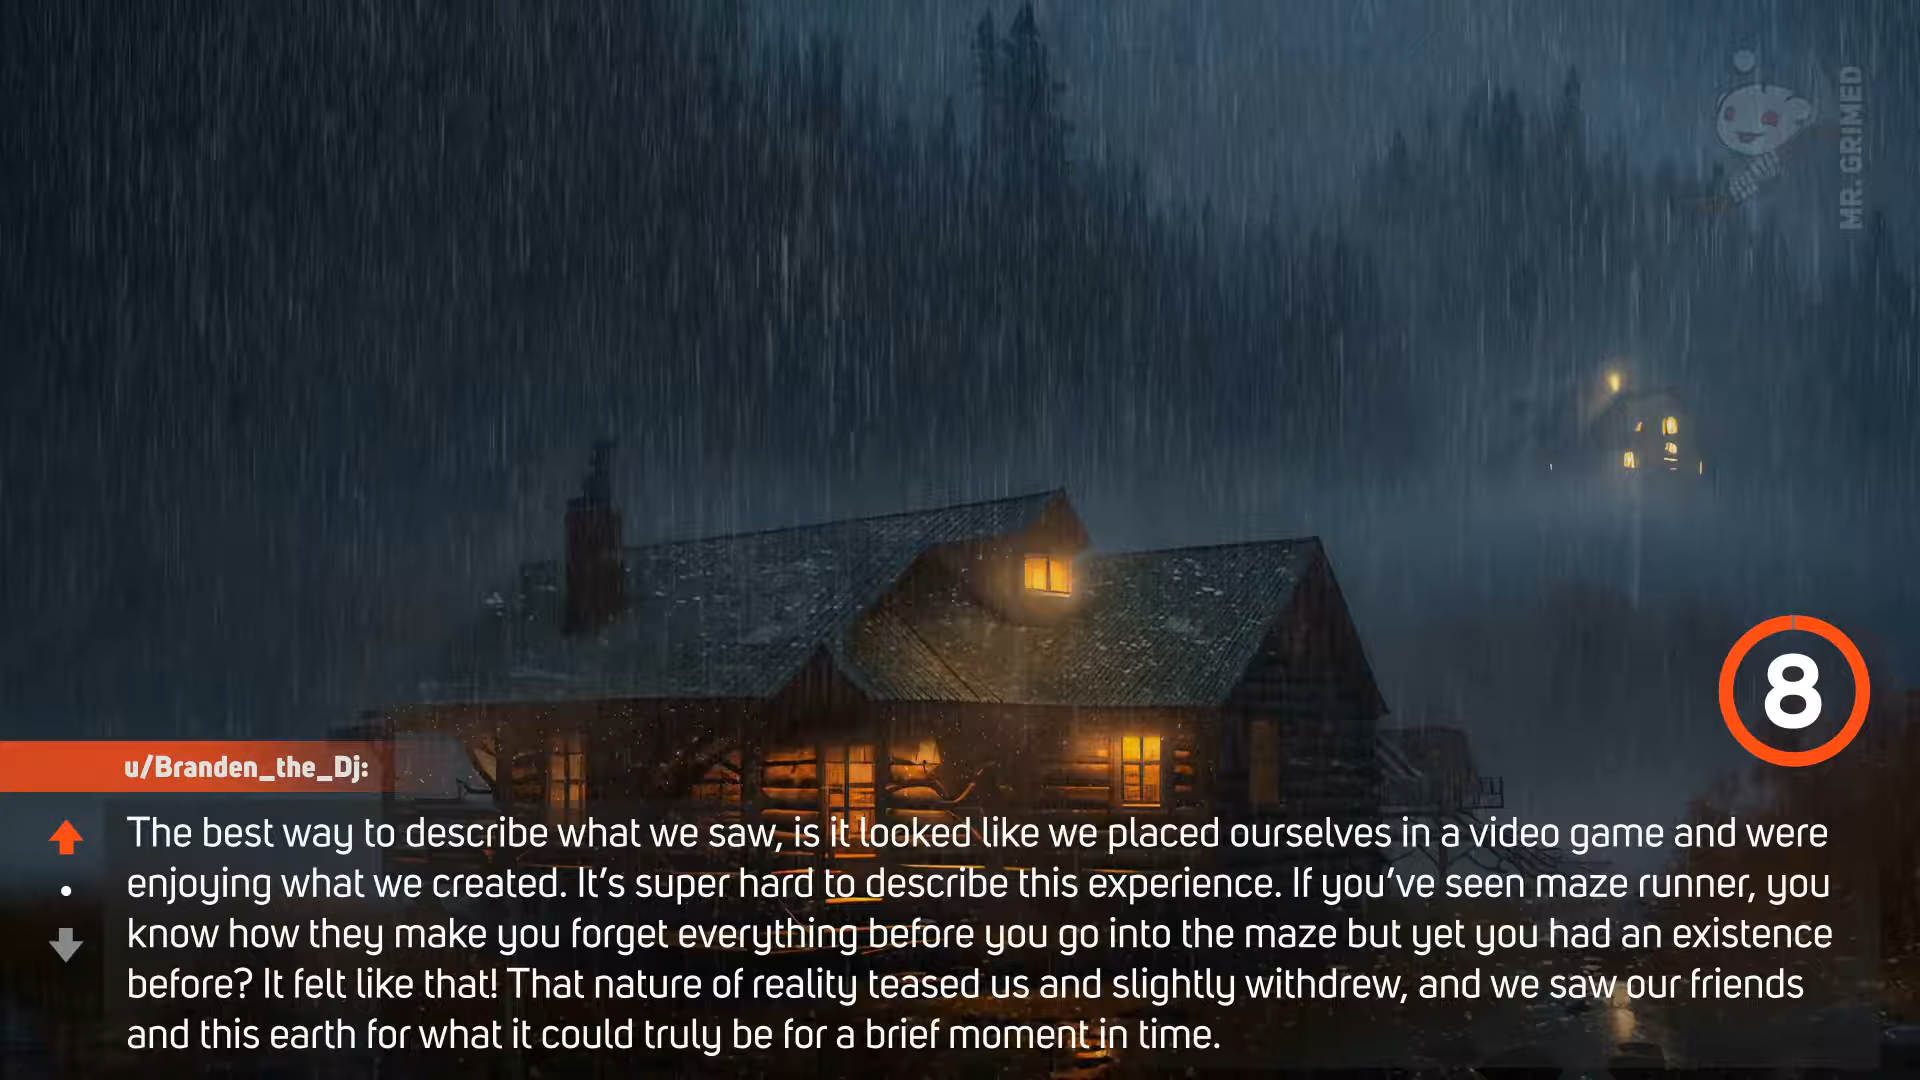 MR. GRIMED
8
u/Branden_the_Dj:
The best way to describe what we saw, is it looked like we placed ourselves in a video game and were
enjoying what we created. It's super hard to describe this experience. If you've seen maze runner, you
know how they make you forget everything before you go into the maze but yet you had an existence
before? It felt like that! That nature of reality teased us and slightly withdrew, and we saw our friends
and this earth for what it could truly be for a brief moment in time.